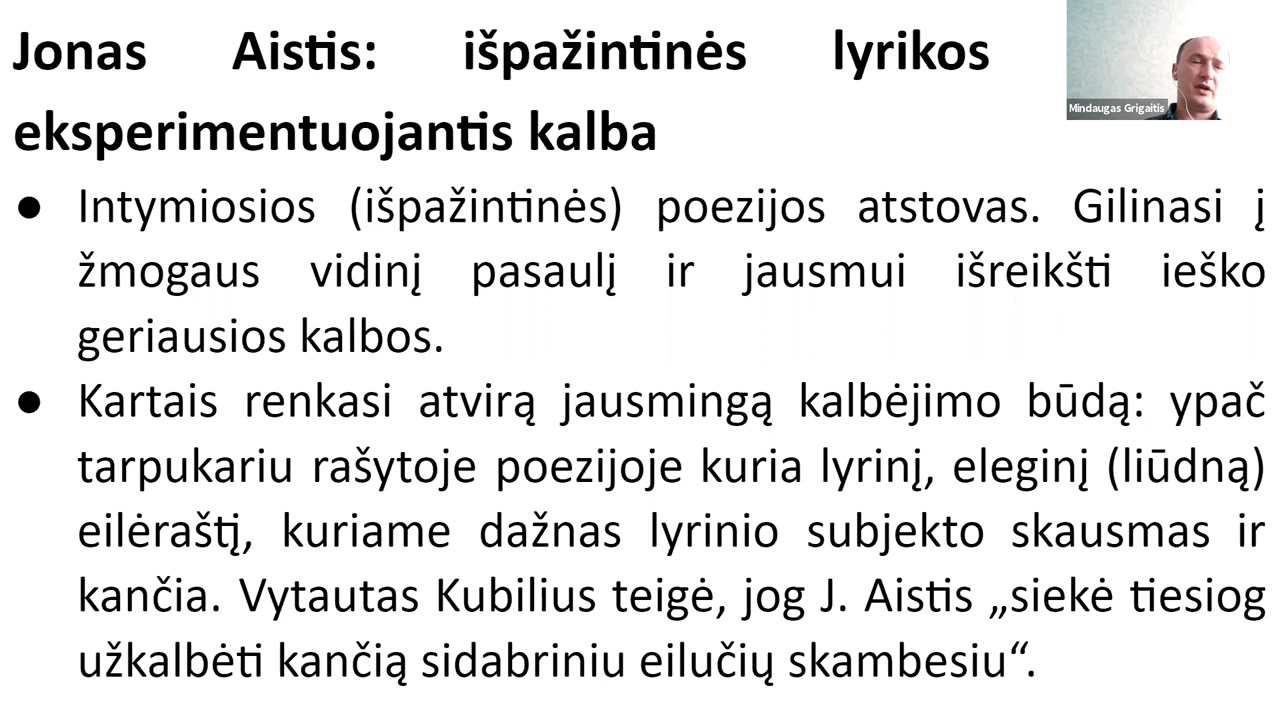 Jonas Aistis: išpažintinės lyrikos
eksperimentuojantis kalba
Mindaugas Grigaitis
● Intymiosios (išpažintinės) poezijos atstovas. Gilinasi į
žmogaus vidinį pasaulį ir jausmui išreikšti ieško
geriausios kalbos.
● Kartais renkasi atvirą jausmingą kalbėjimo būdą: ypač
tarpukariu rašytoje poezijoje kuria lyrinį, eleginį (liūdną)
eilėraštį, kuriame dažnas lyrinio subjekto skausmas ir
kančia. Vytautas Kubilius teigė, jog J. Aistis „siekė tiesiog
užkalbėti kančią sidabriniu eilučių skambesiu“.